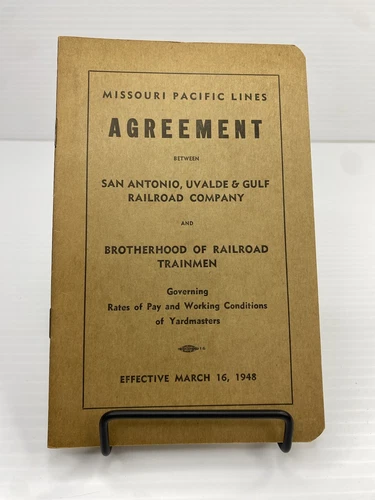 MISSOURI PACIFIC LINES
AGREEMENT
BETWEEN
SAN ANTONIO, UVALDE & GULF
RAILROAD COMPANY
AND
BROTHERHOOD OF RAILROAD
TRAINMEN
Governing
Rates of Pay and Working Conditions
of Yardmasters
EFFECTIVE MARCH 16, 1948